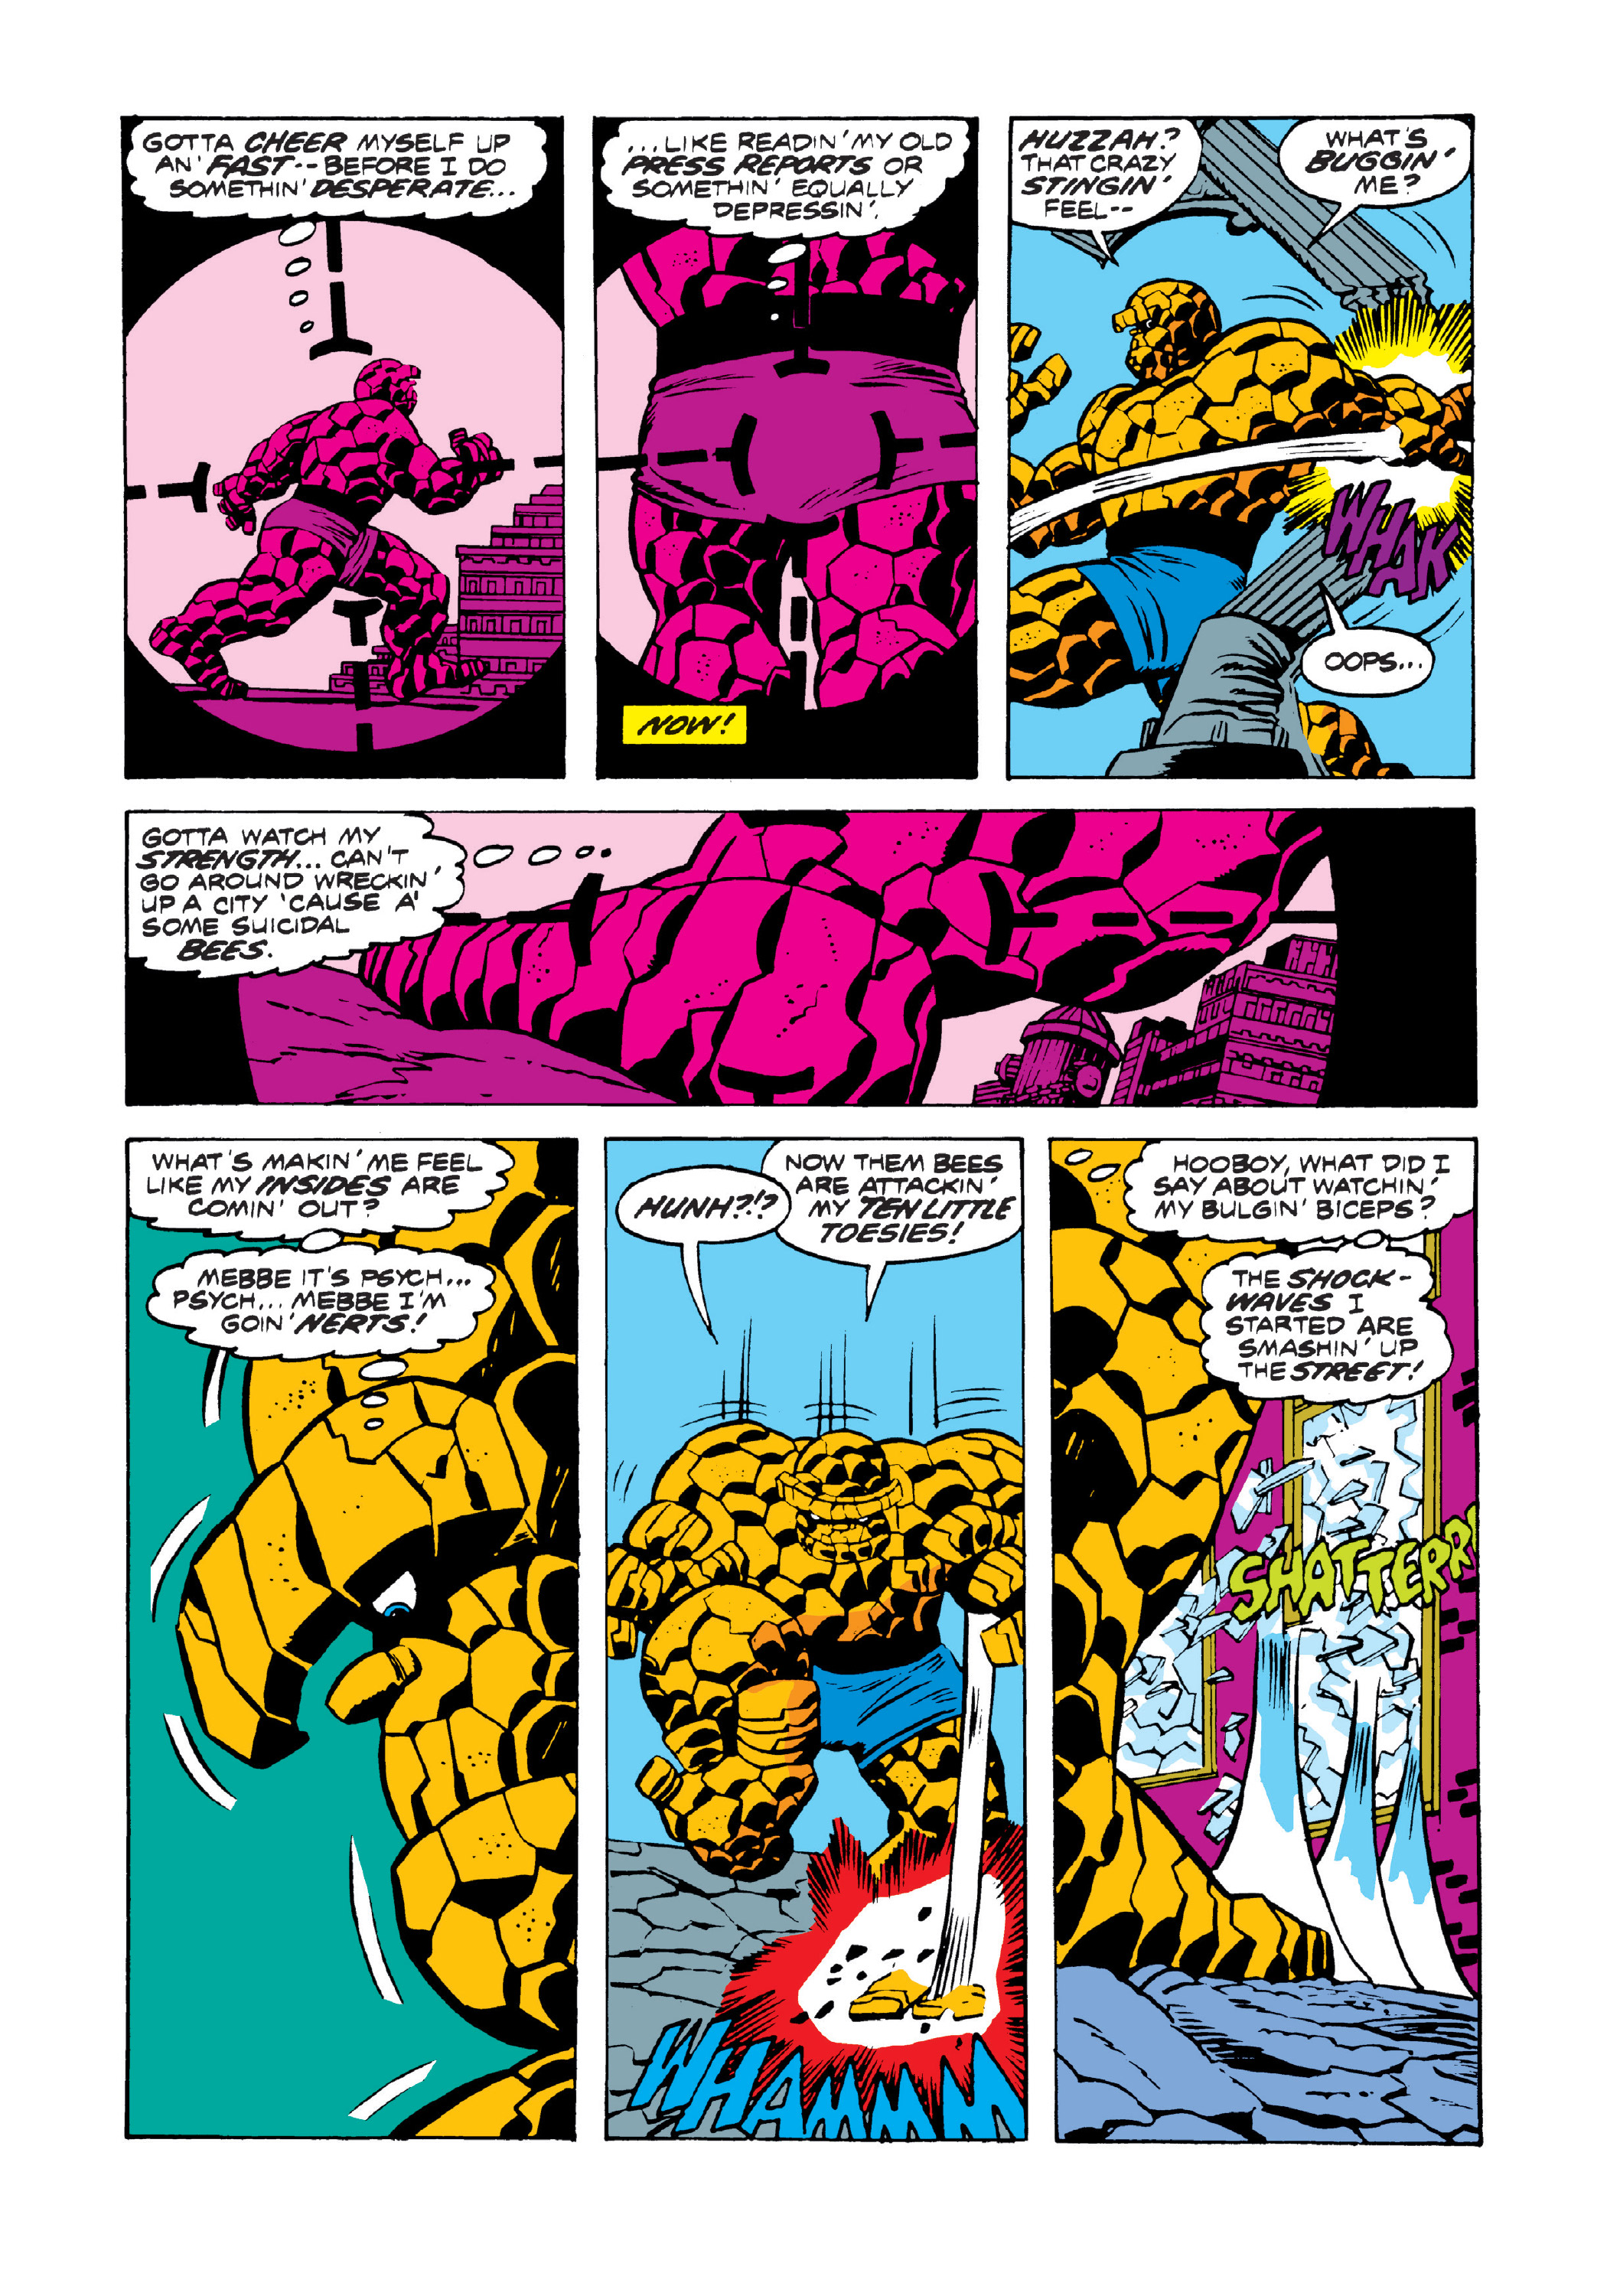 GOTTA CHEER MYSELF UP
AN' FAST-- BEFORE I DO
SOMETHIN' DESPERATE...
...LIKE READIN' MY OLD
PRESS REPORTS OR
SOMETHIN' EQUALLY
DEPRESSIN'.
NOW!
HUZZAH?
THAT CRAZY
STINGIN'
FEEL--
WHAT'S
BUGGIN'
ME?
WHAK
OOPS...
GOTTA WATCH MY
STRENGTH... CAN'T
GO AROUND WRECKIN'
UP A CITY 'CAUSE A'
SOME SUICIDAL
BEES.
WHAT'S MAKIN' ME FEEL
LIKE MY INSIDES ARE
COMIN' OUT?
MEBBE IT'S PSYCH...
PSYCH... MEBBE I'M
GOIN' NERTS!
HUNH?!?
NOW THEM BEES
ARE ATTACKIN'
MY TEN LITTLE
TOESIES!
WHAMMMM
HOOBOY, WHAT DID I
SAY ABOUT WATCHIN'
MY BULGIN' BICEPS?
THE SHOCK-
WAVES I
STARTED ARE
SMASHIN' UP
THE STREET!
SHATTERR